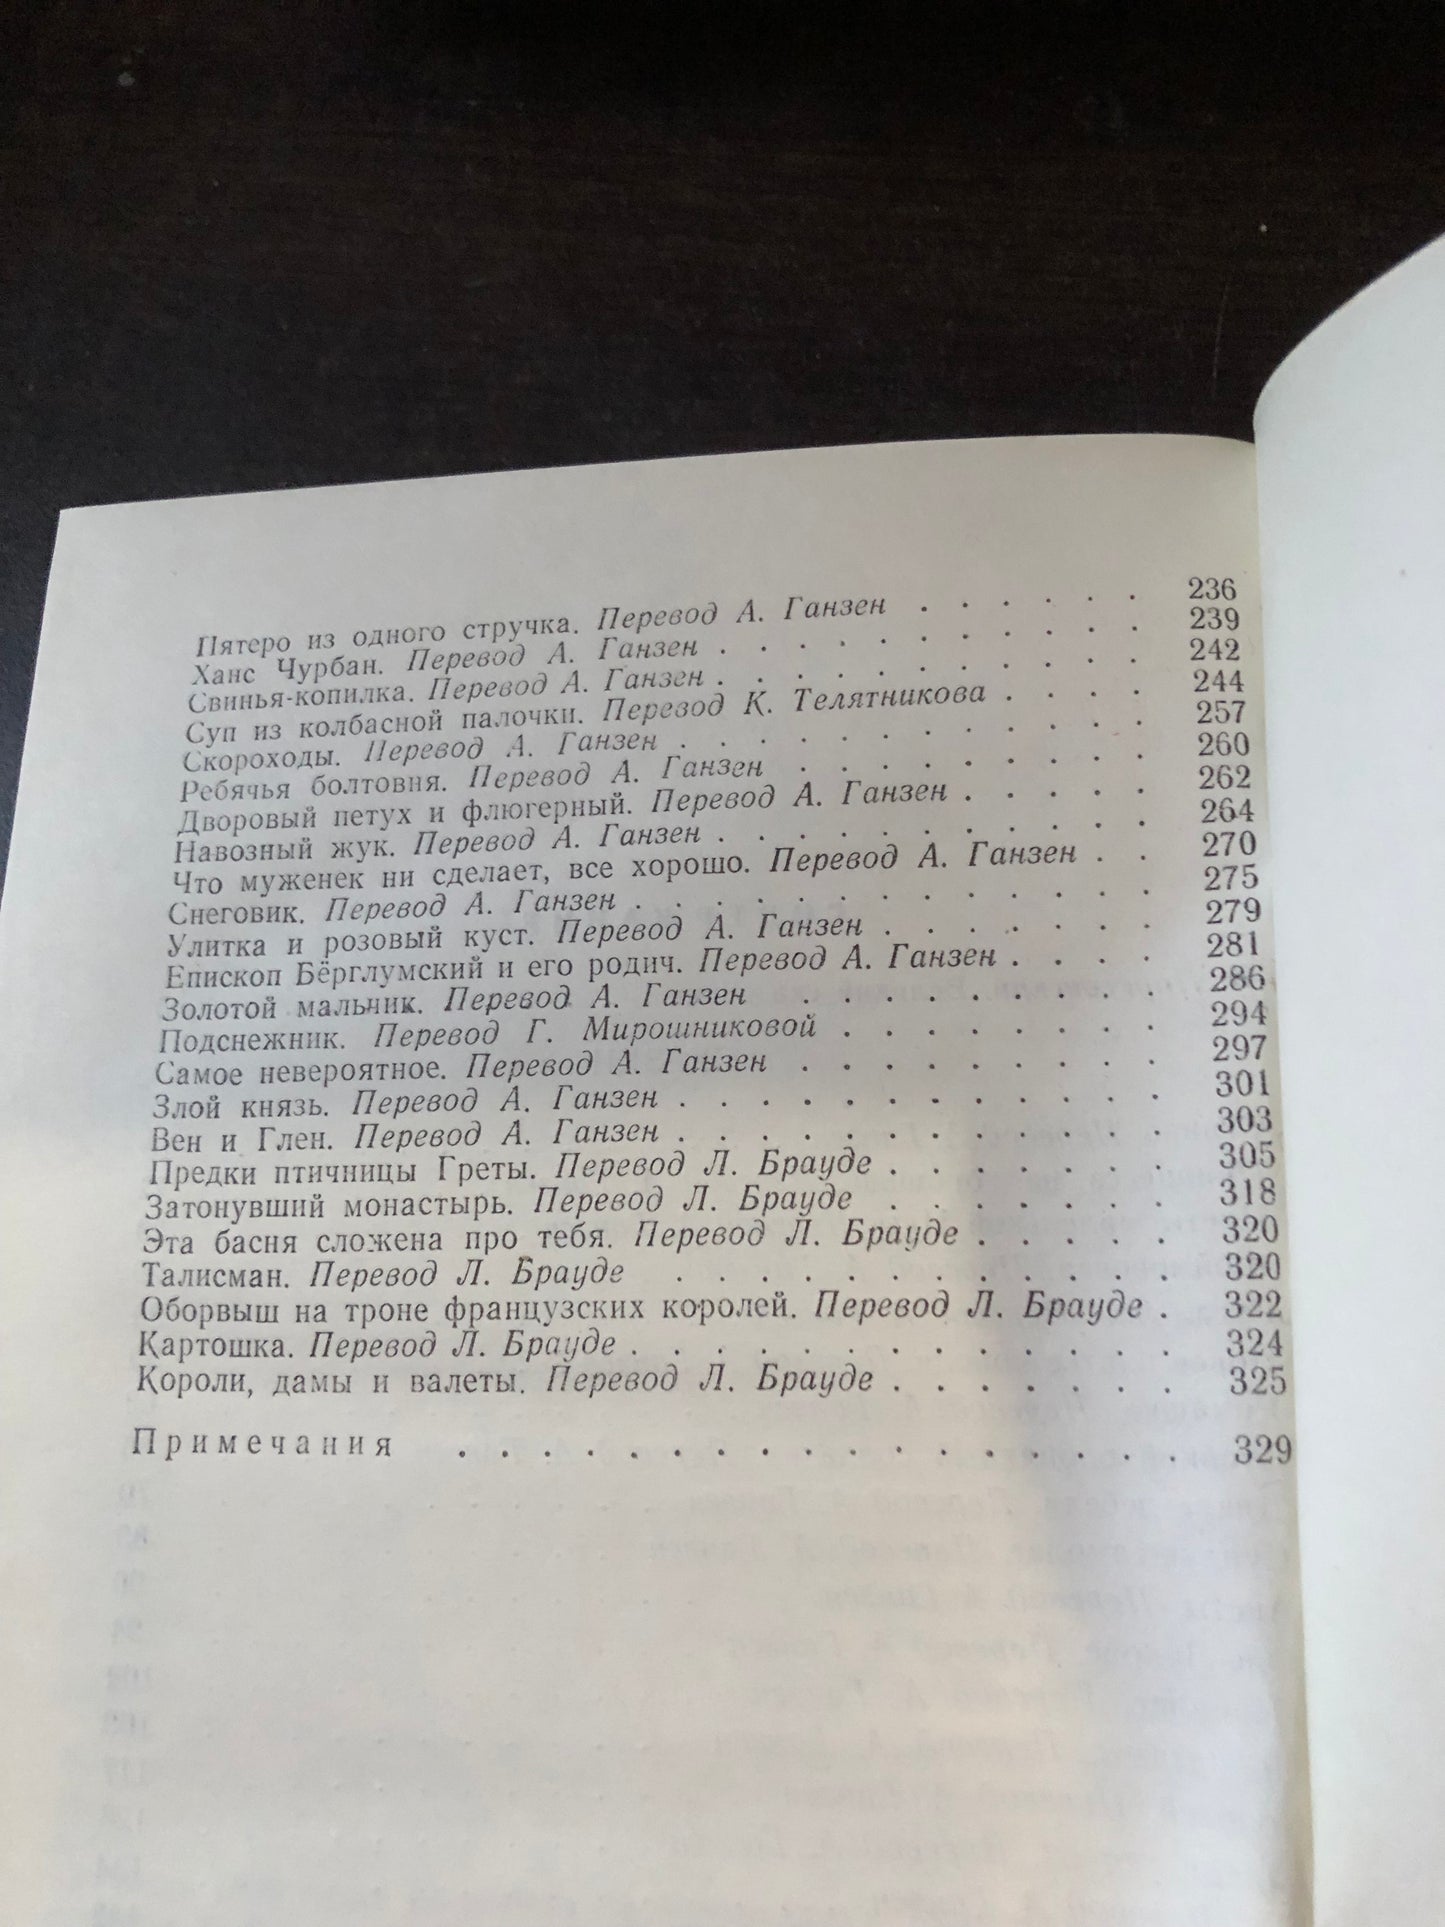 Пятеро из одного стручка. Перевод А. Ганзен . . . . . . 236
Ханс Чурбан. Перевод А. Ганзен . . . . . . . . . . 239
Свинья-копилка. Перевод А. Ганзен . . . . . . . . . 242
Суп из колбасной палочки. Перевод К. Телятникова . . . . 244
Скороходы. Перевод А. Ганзен . . . . . . . . . . . . 257
Ребячья болтовня. Перевод А. Ганзен . . . . . . . . . 260
Дворовый петух и флюгерный. Перевод А. Ганзен . . . . . 262
Навозный жук. Перевод А. Ганзен . . . . . . . . . . . 264
Что муженек ни сделает, все хорошо. Перевод А. Ганзен . . 270
Снеговик. Перевод А. Ганзен . . . . . . . . . . . . . 275
Улитка и розовый куст. Перевод А. Ганзен . . . . . . . 279
Епископ Бёрглумский и его родич. Перевод А. Ганзен . . . . 281
Золотой мальчик. Перевод А. Ганзен . . . . . . . . . 286
Подснежник. Перевод Г. Мирошниковой . . . . . . . . 294
Самое невероятное. Перевод А. Ганзен . . . . . . . . . 297
Злой князь. Перевод А. Ганзен . . . . . . . . . . . . 301
Вен и Глен. Перевод А. Ганзен . . . . . . . . . . . . 303
Предки птичницы Греты. Перевод Л. Брауде . . . . . . . 305
Затонувший монастырь. Перевод Л. Брауде . . . . . . . 318
Эта басня сложена про тебя. Перевод Л. Брауде . . . . . 320
Талисман. Перевод Л. Брауде . . . . . . . . . . . . 320
Оборвыш на троне французских королей. Перевод Л. Брауде . 322
Картошка. Перевод Л. Брауде . . . . . . . . . . . . . 324
Короли, дамы и валеты. Перевод Л. Брауде . . . . . . . 325
Примечания . . . . . . . . . . . . . . . . . 329